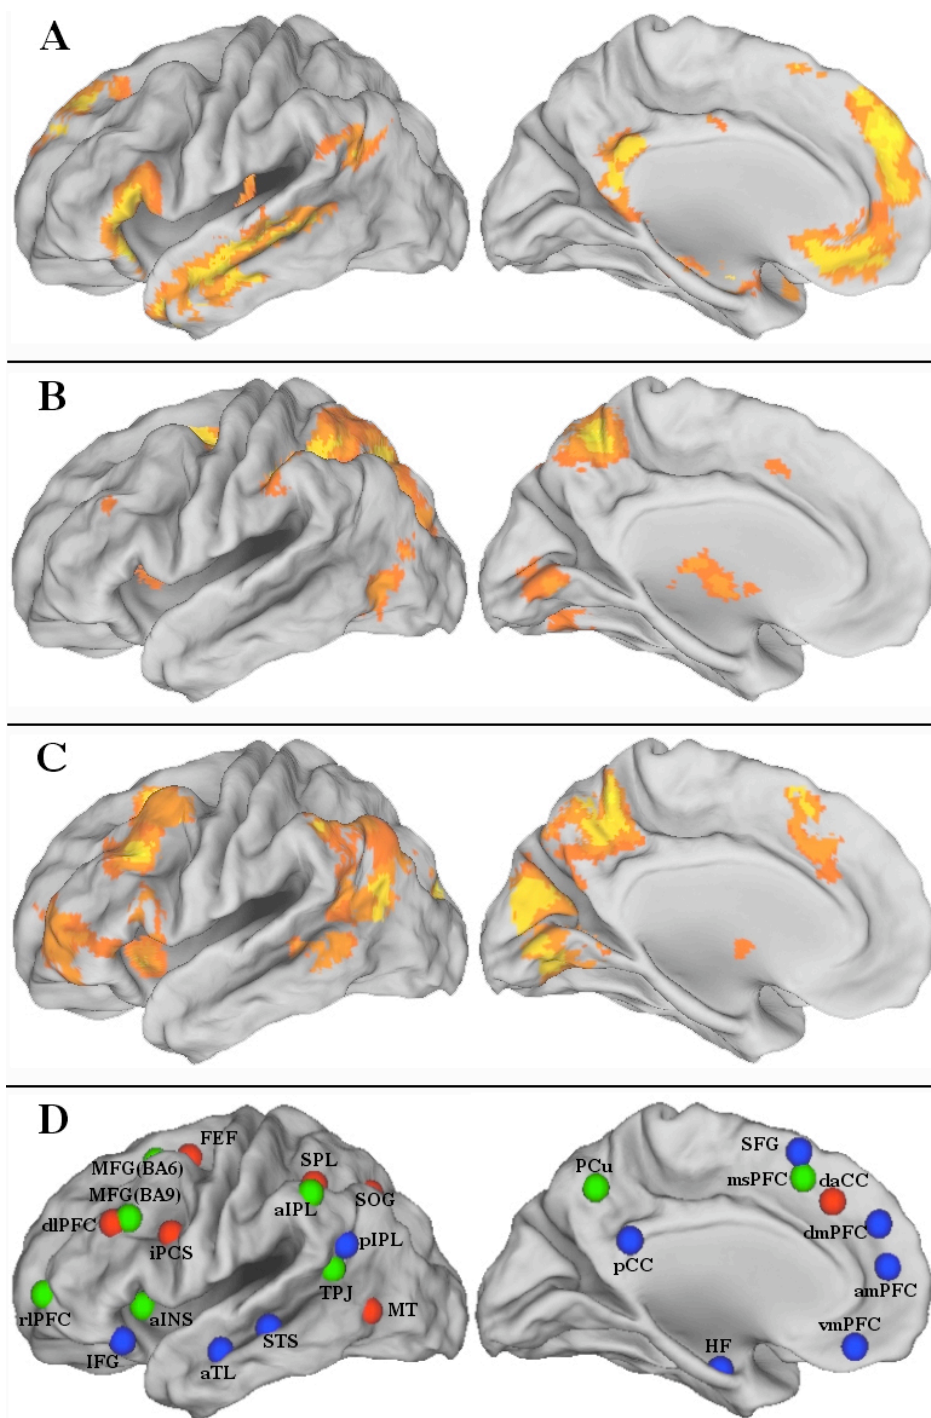 A
B
C
D
FEF
MFG(BA6)
SPL
MFG(BA9)
SOG
aIPL
dlPFC
iPCS
pIPL
TPJ
rlPFC
aINS
MT
STS
IFG
aTL
SFG
PCu
msPFC
daCC
dmPFC
pCC
amPFC
vmPFC
HF